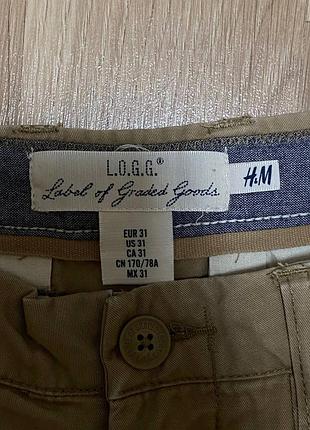 L.O.G.G.®
Label of Graded Goods
H&M
EUR 31
US 31
CA 31
CN 170/78A
MX 31